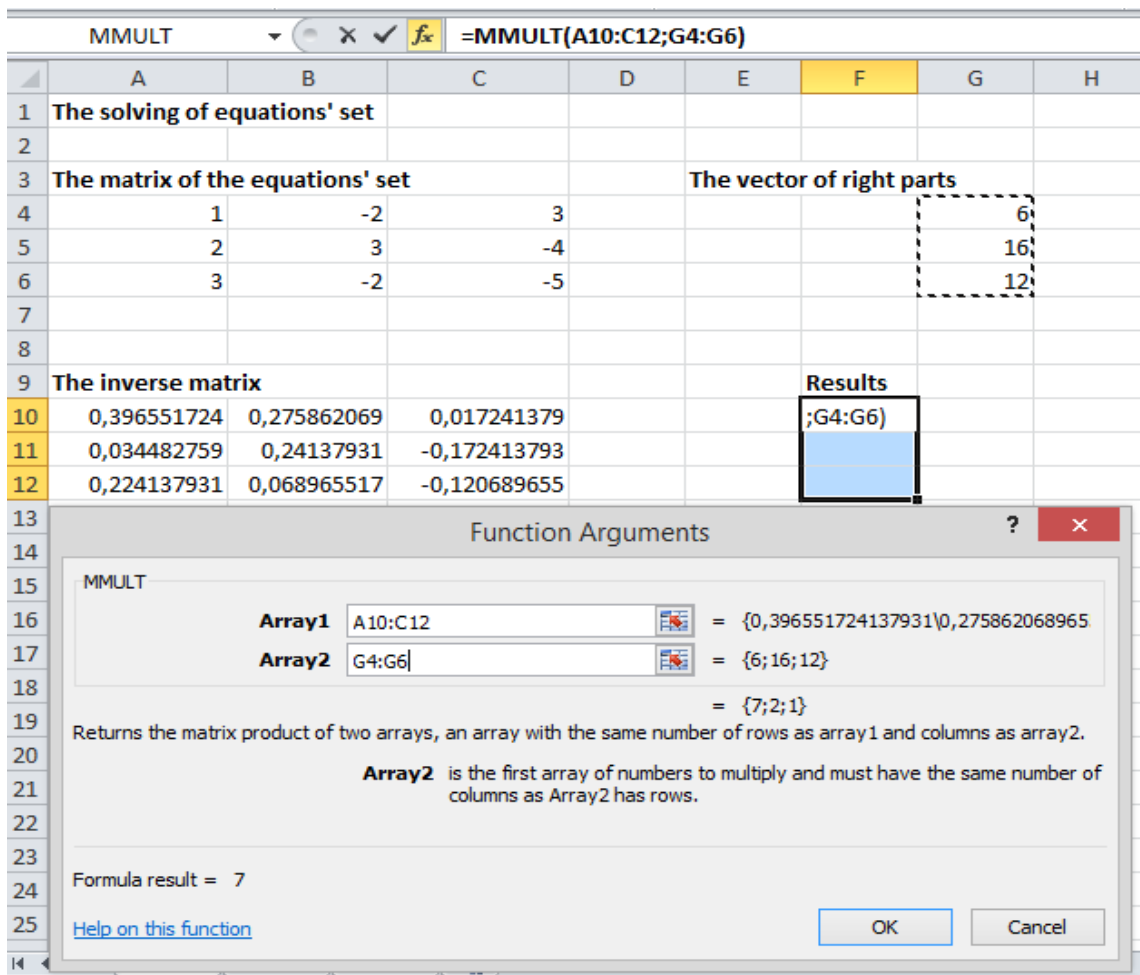 MMULT =MMULT(A10:C12;G4:G6)
A B C D E F G H
1 The solving of equations' set
2
3 The matrix of the equations' set The vector of right parts
4 1 -2 3 6
5 2 3 -4 16
6 3 -2 -5 12
7
8
9 The inverse matrix Results
10 0,396551724 0,275862069 0,017241379 ;G4:G6)
11 0,034482759 0,24137931 -0,172413793
12 0,224137931 0,068965517 -0,120689655
13 Function Arguments ? ×
14
15 MMULT
16 Array1 A10:C12 = {0,396551724137931\0,275862068965
17 Array2 G4:G6 = {6;16;12}
18 = {7;2;1}
19 Returns the matrix product of two arrays, an array with the same number of rows as array1 and columns as array2.
20 Array2 is the first array of numbers to multiply and must have the same number of
21 columns as Array2 has rows.
22
23
24 Formula result = 7
25 Help on this function OK Cancel